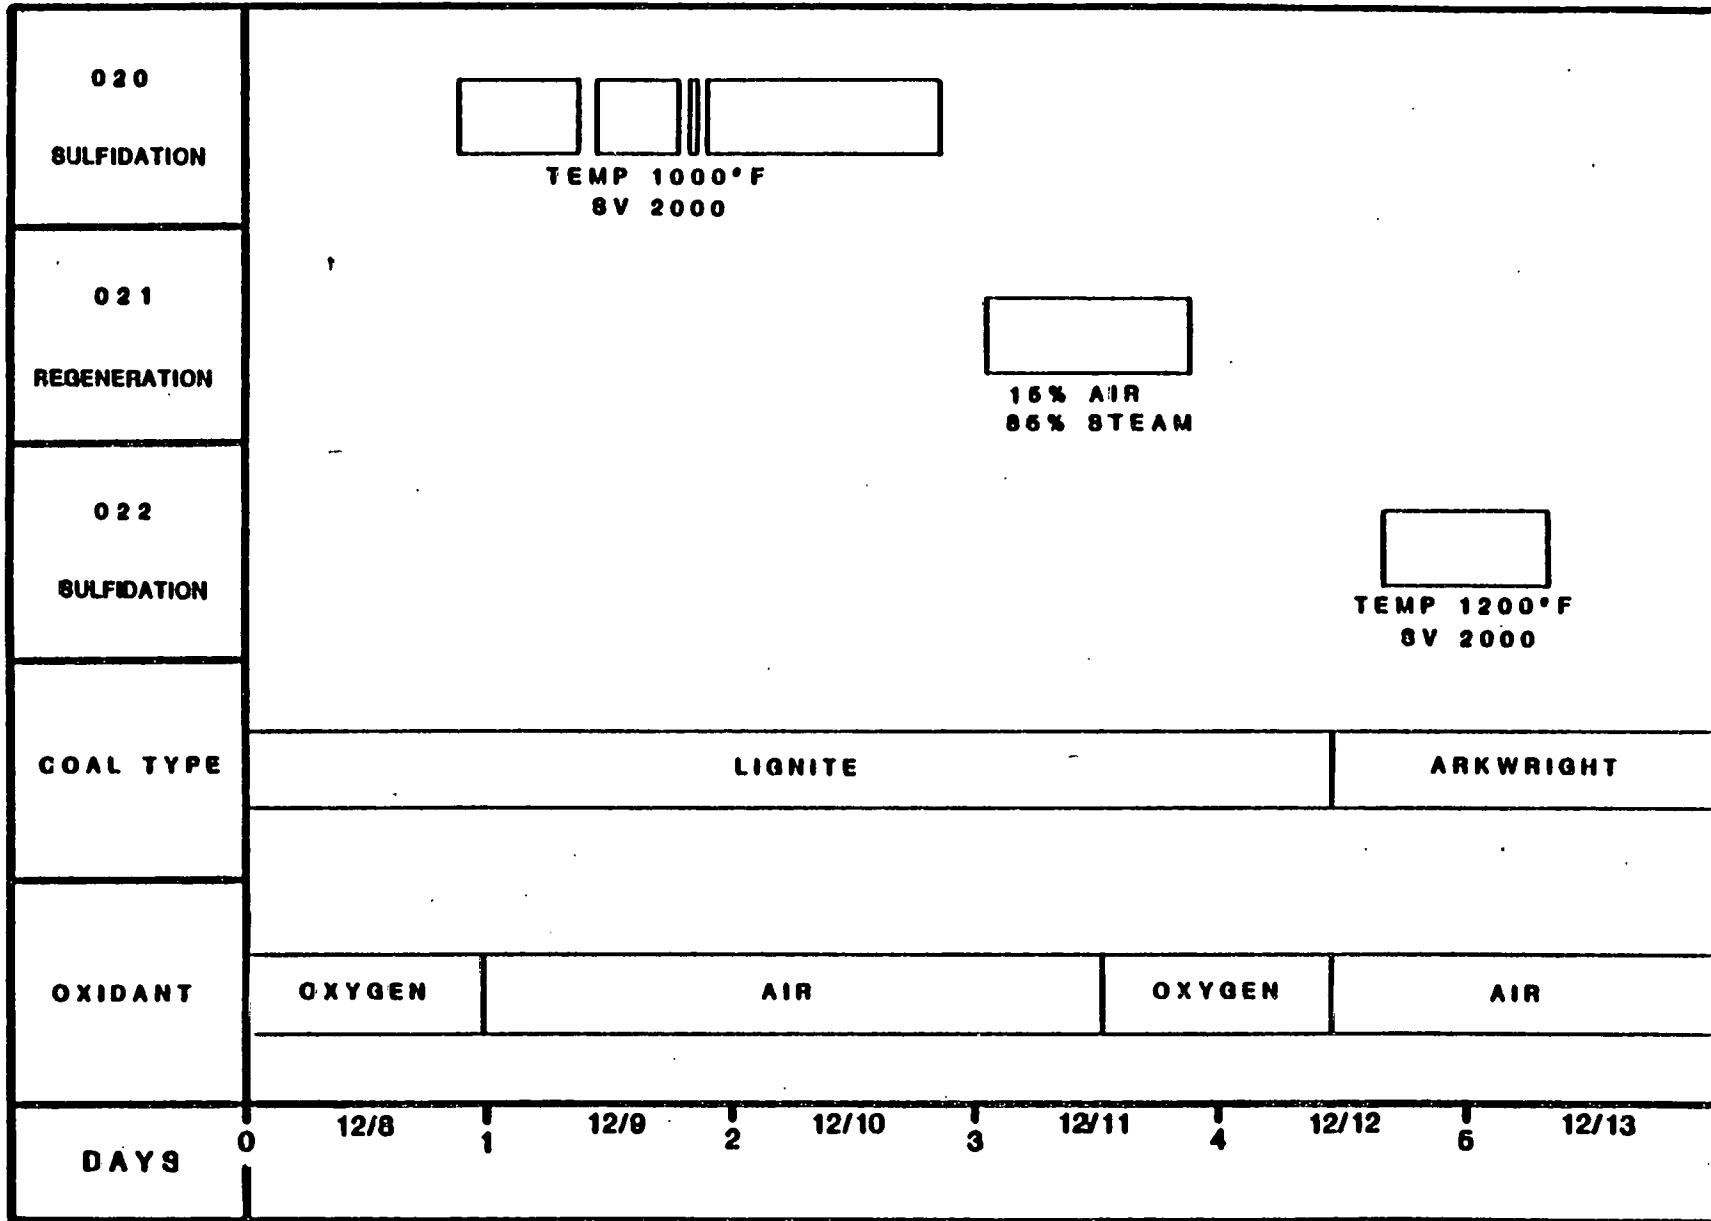 020
SULFIDATION
TEMP 1000°F
SV 2000
021
REGENERATION
15% AIR
85% STEAM
022
SULFIDATION
TEMP 1200°F
SV 2000
COAL TYPE
LIGNITE
ARKWRIGHT
OXIDANT
OXYGEN
AIR
OXYGEN
AIR
DAYS
0
12/8
1
12/9
2
12/10
3
12/11
4
12/12
5
12/13